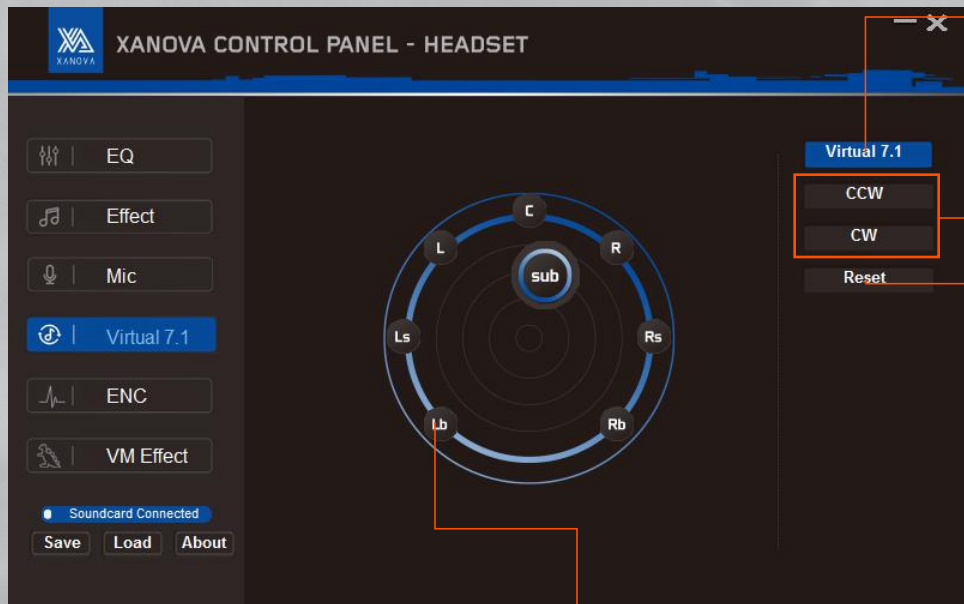 XANOVA
XANOVA CONTROL PANEL - HEADSET
EQ
Effect
Mic
Virtual 7.1
ENC
VM Effect
Soundcard Connected
Save Load About
C
L
R
sub
Ls
Rs
Lb
Rb
Virtual 7.1
CCW
CW
Reset